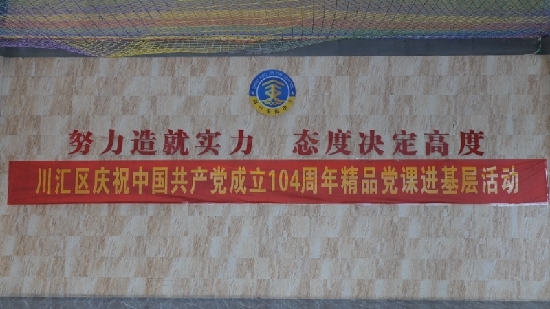 努力造就实力 态度决定高度
川汇区庆祝中国共产党成立104周年精品党课进基层活动